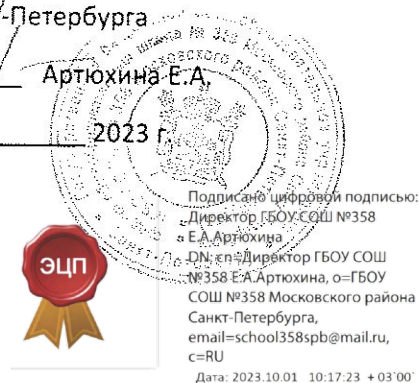 -Петербурга
Артюхина Е.А.
2023 г.
ЭЦП
Подписано цифровой подписью:
Директор ГБОУ СОШ №358
Е.А.Артюхина
DN: cn=Директор ГБОУ СОШ
№358 Е.А.Артюхина, o=ГБОУ
СОШ №358 Московского района
Санкт-Петербурга,
email=school358spb@mail.ru,
c=RU
Дата: 2023.10.01 10:17:23 +03'00'